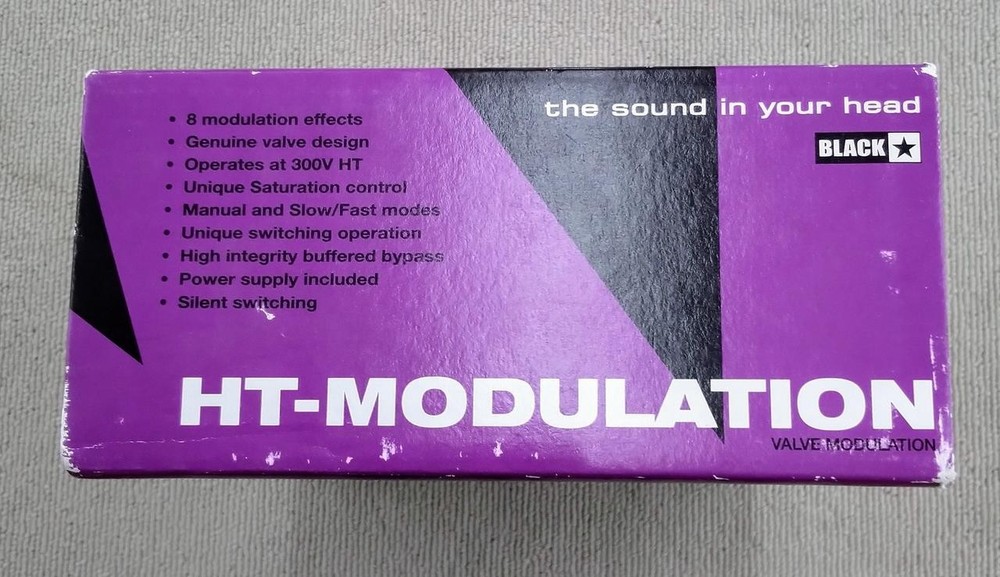 the sound in your head
BLACK★
• 8 modulation effects
• Genuine valve design
• Operates at 300V HT
• Unique Saturation control
• Manual and Slow/Fast modes
• Unique switching operation
• High integrity buffered bypass
• Power supply included
• Silent switching
HT-MODULATION
VALVE MODULATION